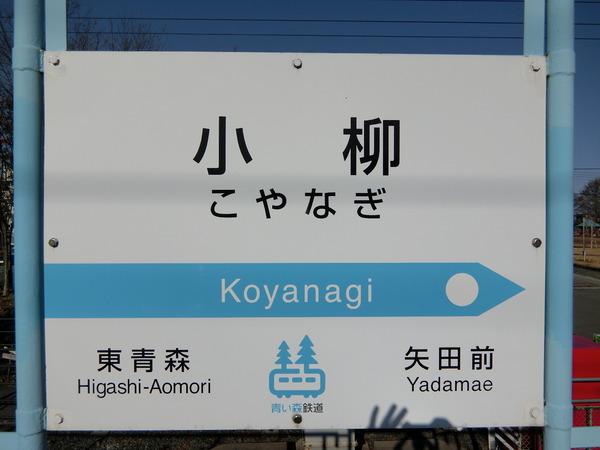 小柳
こやなぎ
Koyanagi
東青森
Higashi-Aomori
矢田前
Yadamae
青い森鉄道